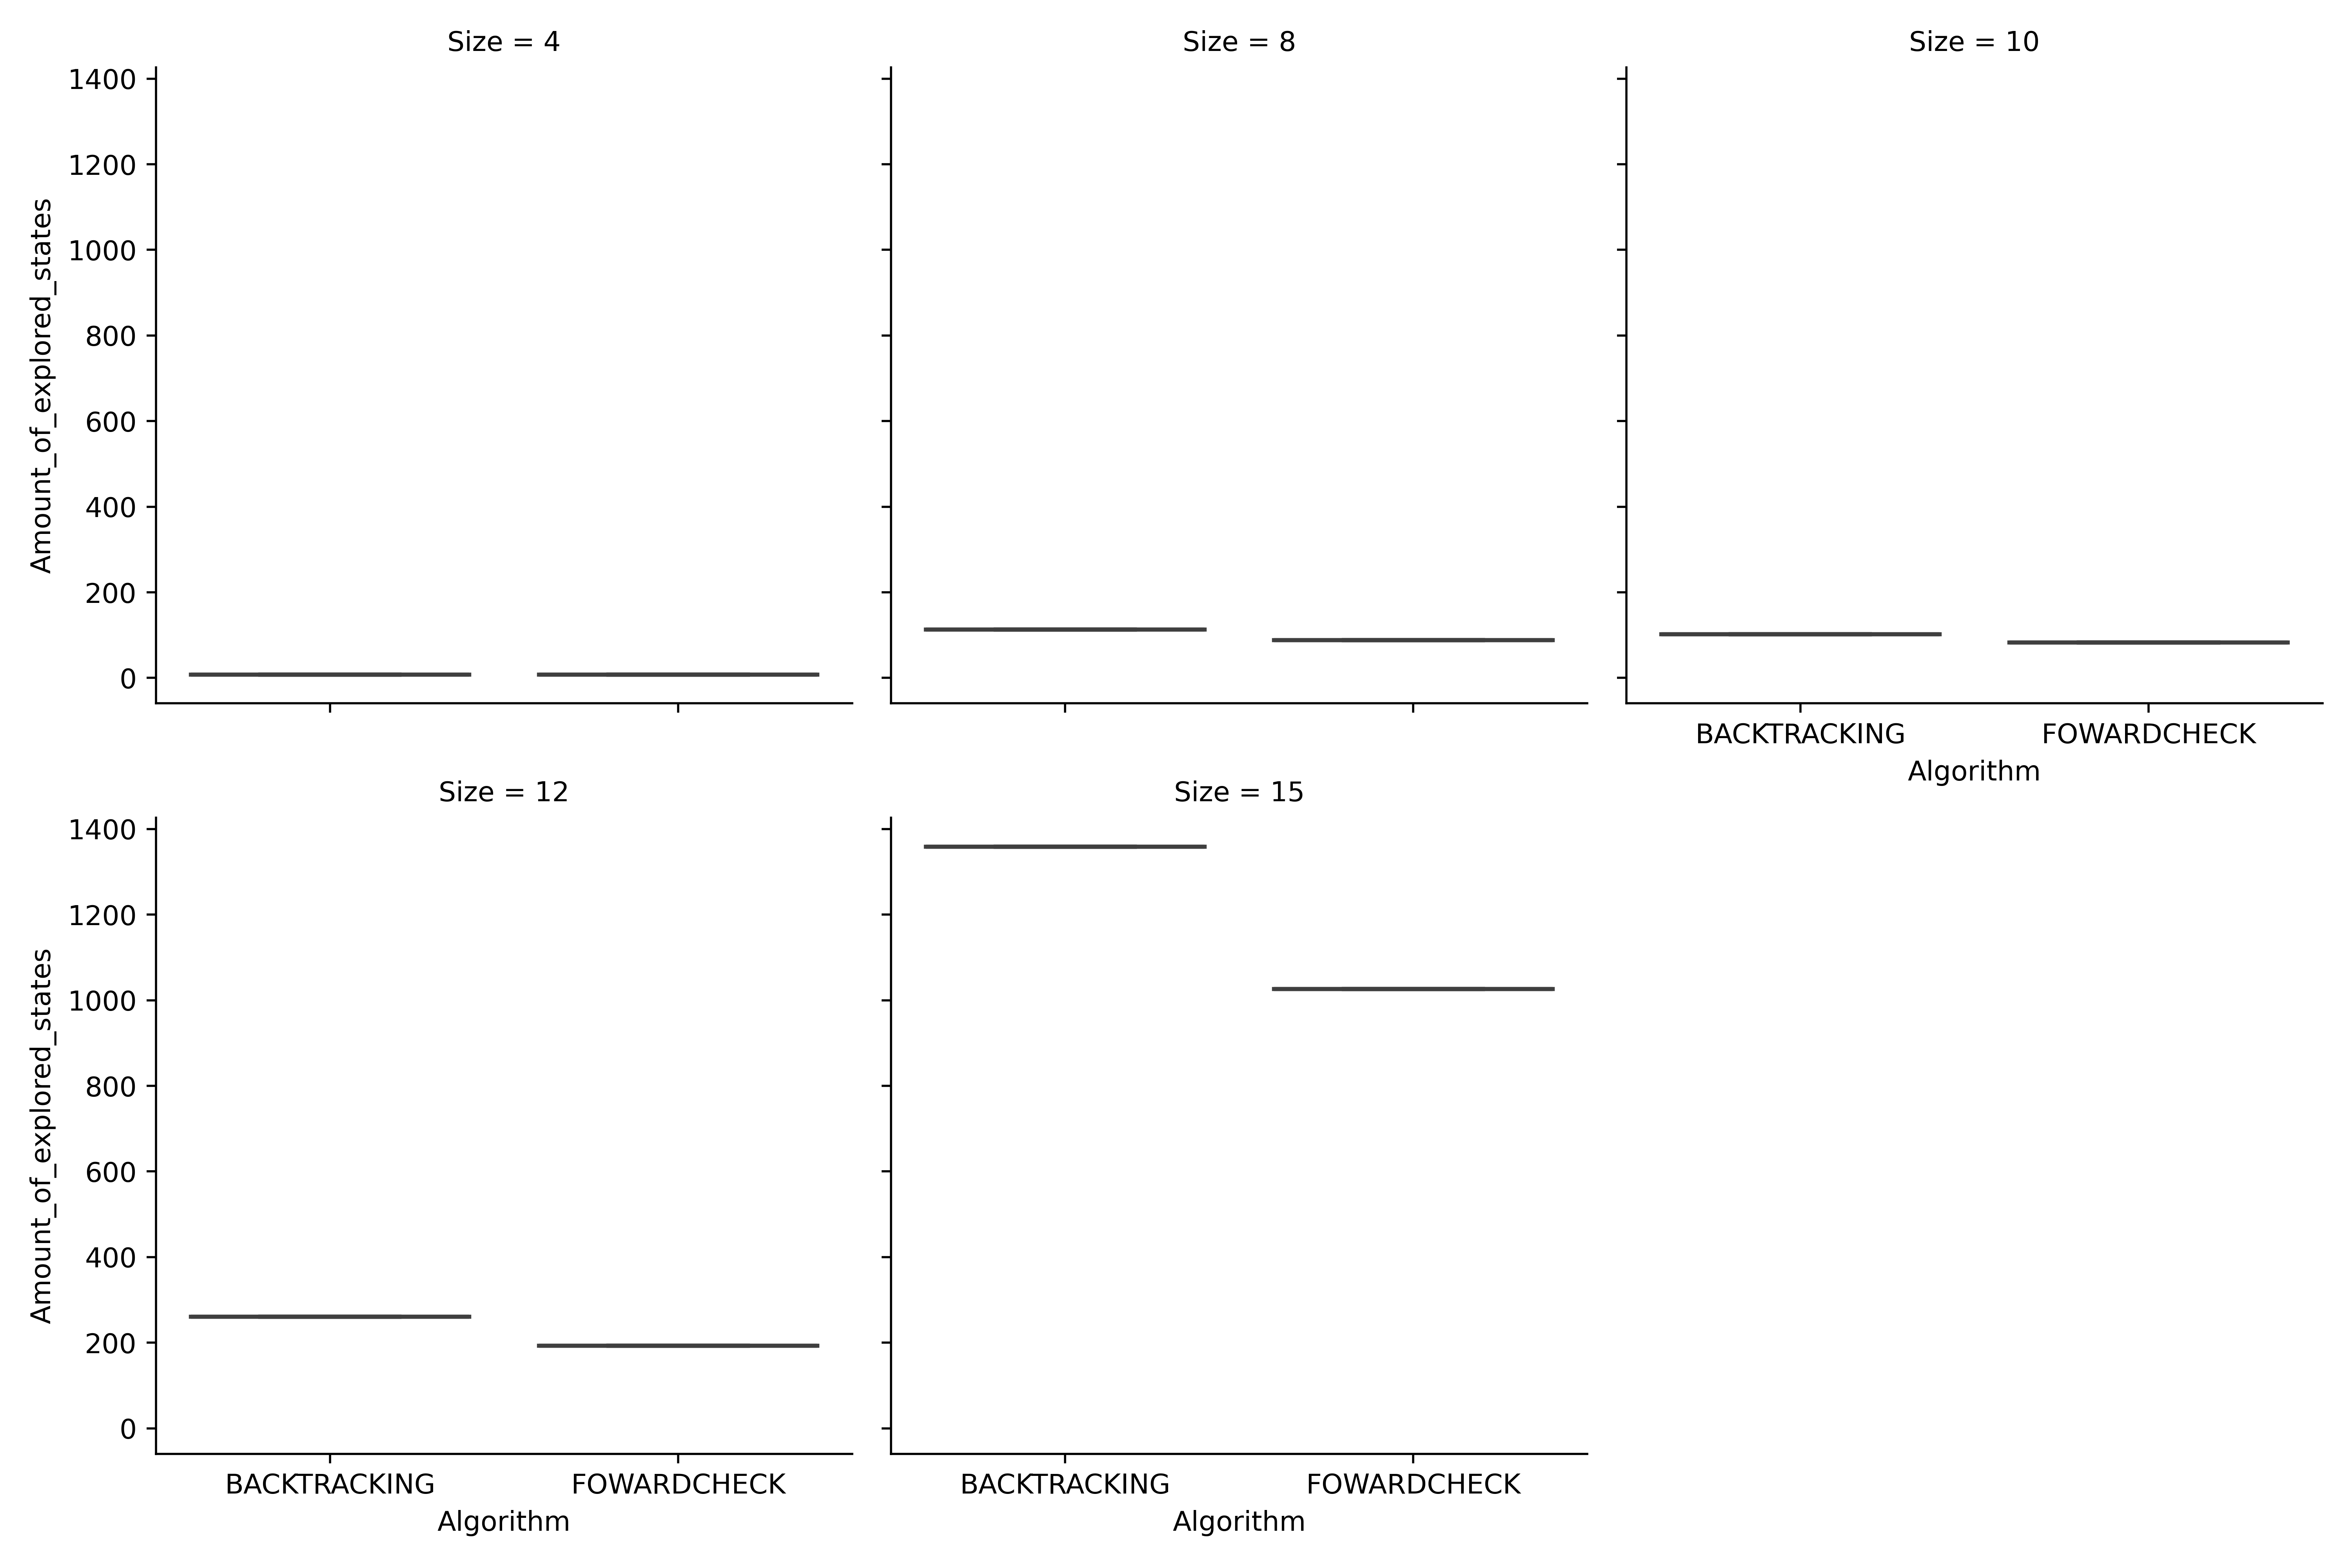 Size = 4
Size = 8
Size = 10
1400
1200
1000
800
600
400
200
0
Amount_of_explored_states
BACKTRACKING
FOWARDCHECK
Algorithm
Size = 12
Size = 15
1400
1200
1000
800
600
400
200
0
Amount_of_explored_states
BACKTRACKING
FOWARDCHECK
Algorithm
BACKTRACKING
FOWARDCHECK
Algorithm